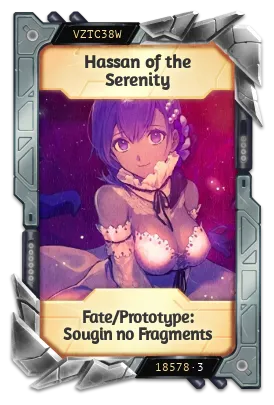 VZTC38W
Hassan of the
Serenity
Fate/Prototype:
Sougin no Fragments
18578·3